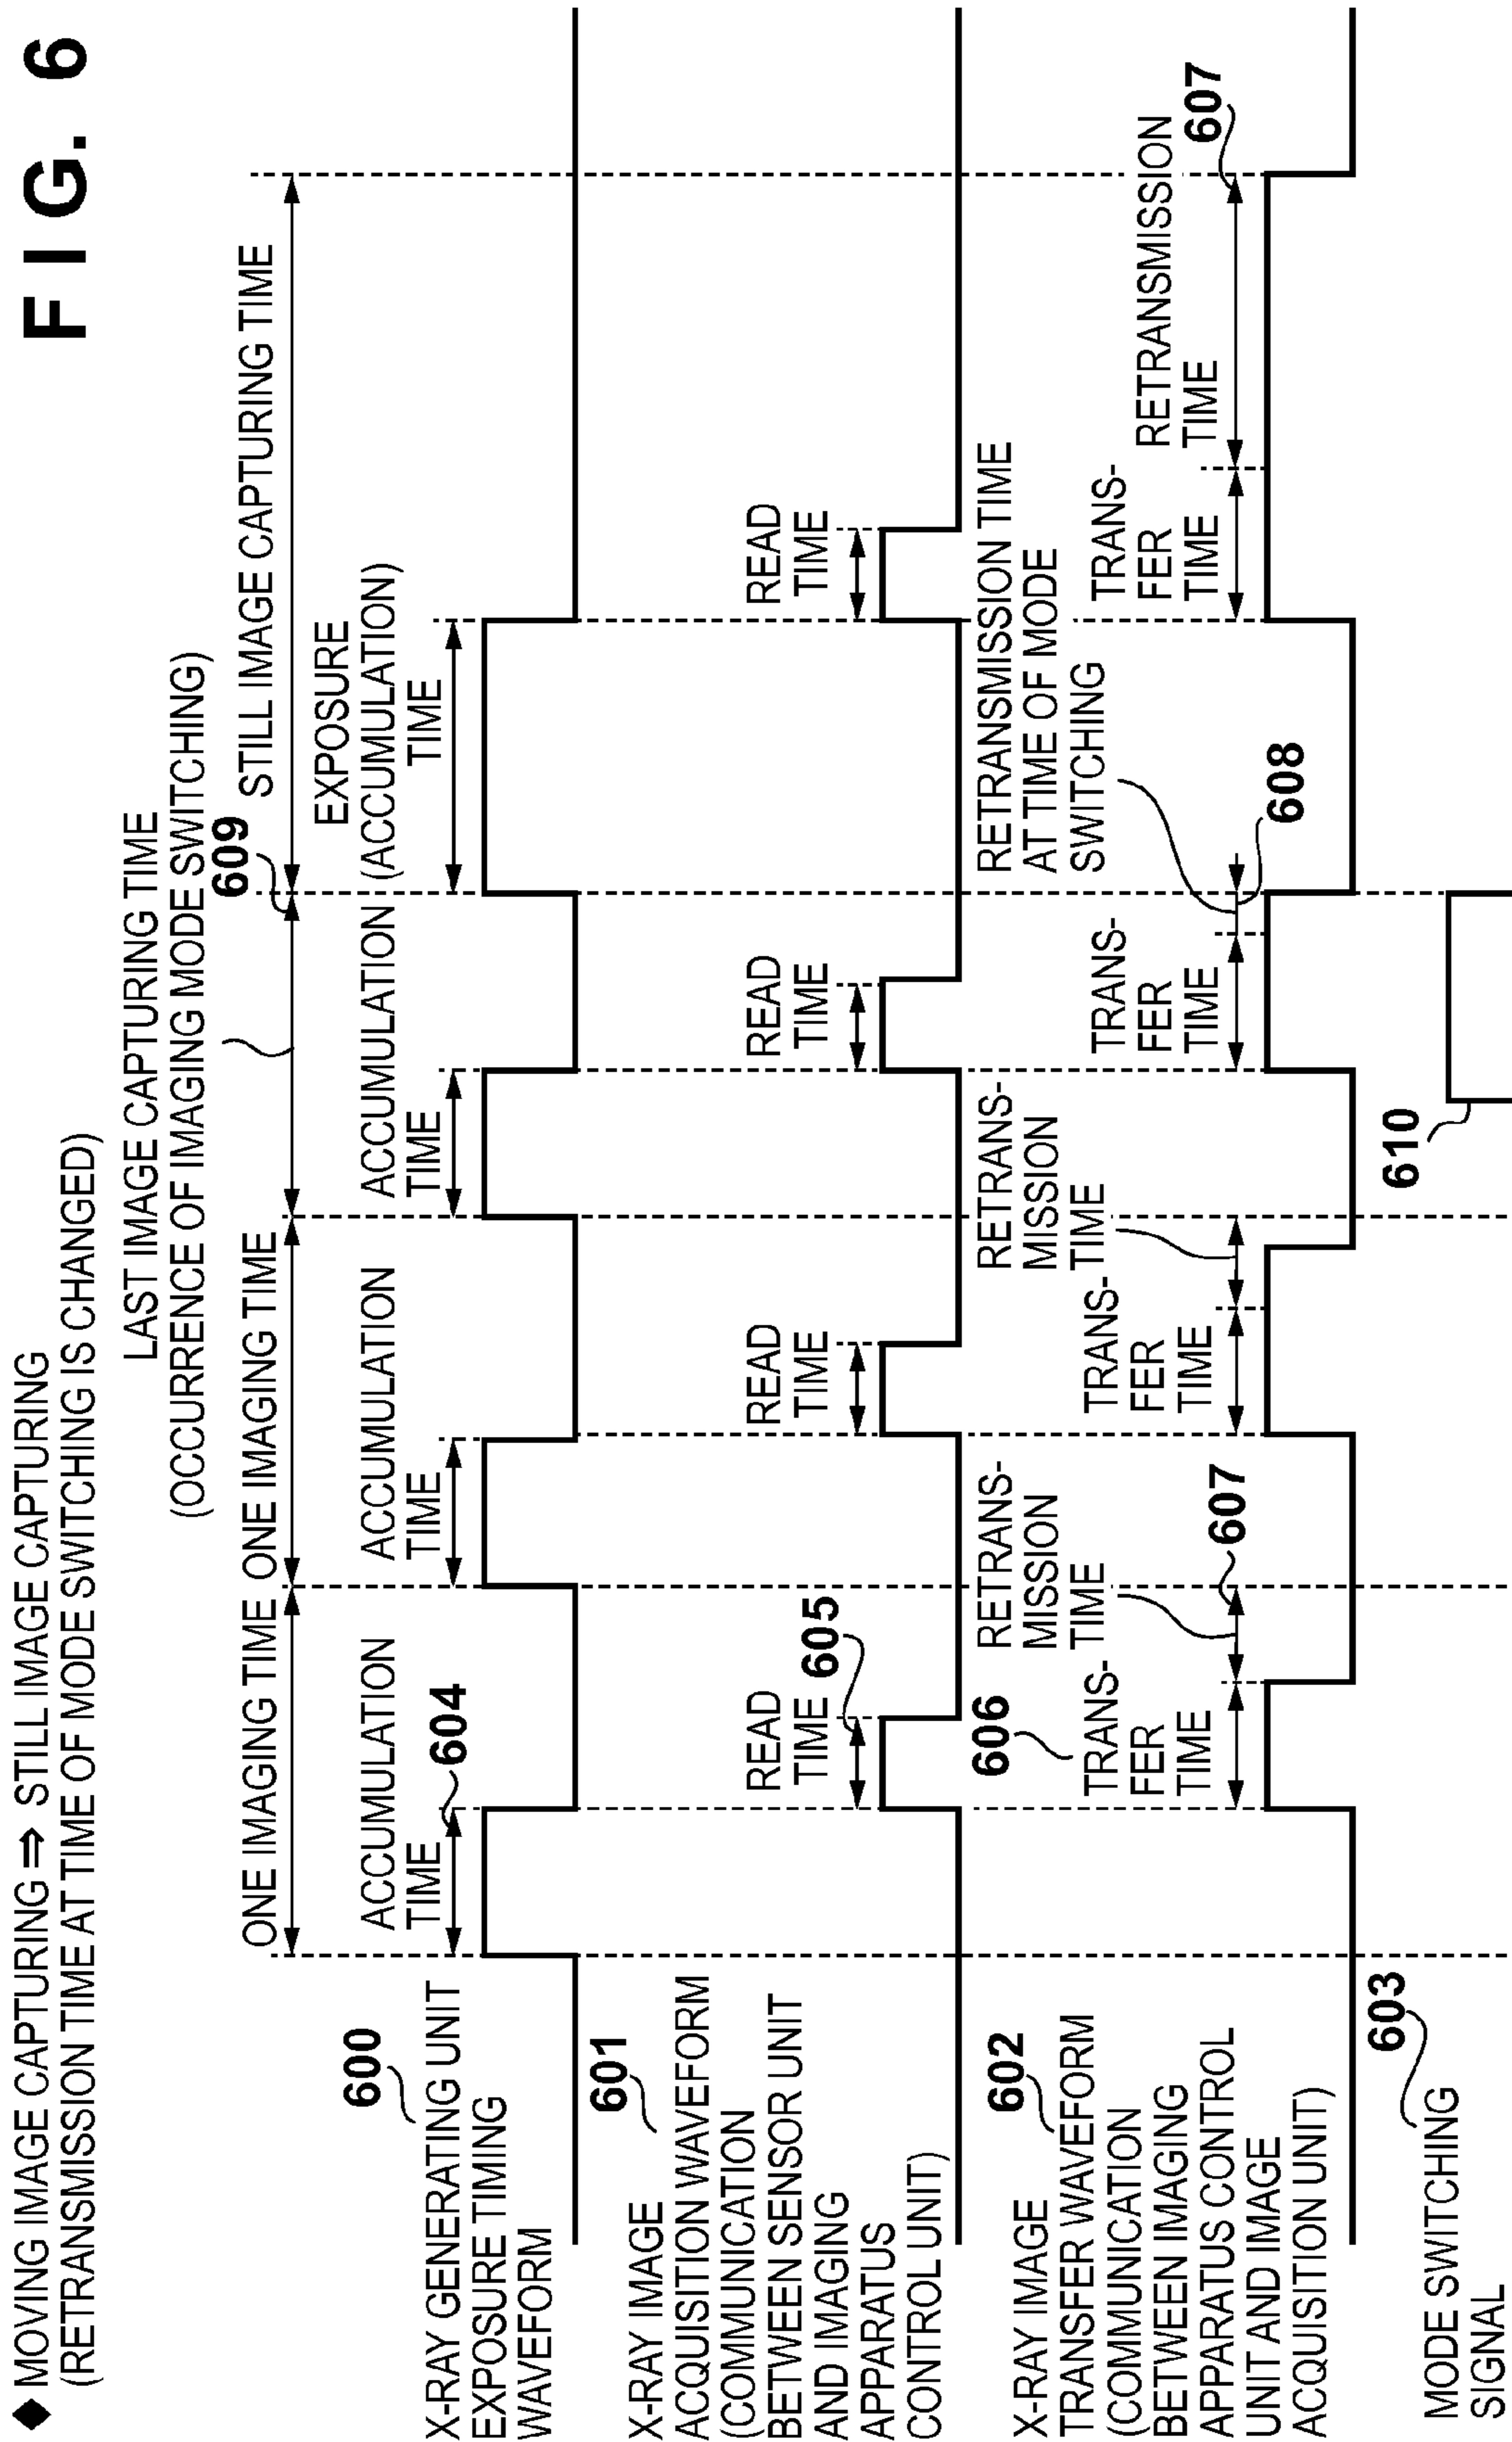 F I G. 6
◆ MOVING IMAGE CAPTURING ⇒ STILL IMAGE CAPTURING
(RETRANSMISSION TIME AT TIME OF MODE SWITCHING IS CHANGED)
LAST IMAGE CAPTURING TIME
(OCCURRENCE OF IMAGING MODE SWITCHING)
609
ONE IMAGING TIME
ONE IMAGING TIME
STILL IMAGE CAPTURING TIME
600
X-RAY GENERATING UNIT
EXPOSURE TIMING
WAVEFORM
ACCUMULATION
TIME
604
ACCUMULATION
TIME
ACCUMULATION
TIME
EXPOSURE
(ACCUMULATION)
TIME
601
X-RAY IMAGE
ACQUISITION WAVEFORM
(COMMUNICATION
BETWEEN SENSOR UNIT
AND IMAGING
APPARATUS
CONTROL UNIT)
READ
TIME
605
READ
TIME
READ
TIME
READ
TIME
602
X-RAY IMAGE
TRANSFER WAVEFORM
(COMMUNICATION
BETWEEN IMAGING
APPARATUS CONTROL
UNIT AND IMAGE
ACQUISITION UNIT)
606
TRANS-
FER
TIME
RETRANS-
MISSION
TIME
607
TRANS-
FER
TIME
RETRANS-
MISSION
TIME
TRANS-
FER
TIME
RETRANSMISSION TIME
AT TIME OF MODE
SWITCHING
608
TRANS-
FER
TIME
RETRANSMISSION
TIME
607
603
MODE SWITCHING
SIGNAL
610